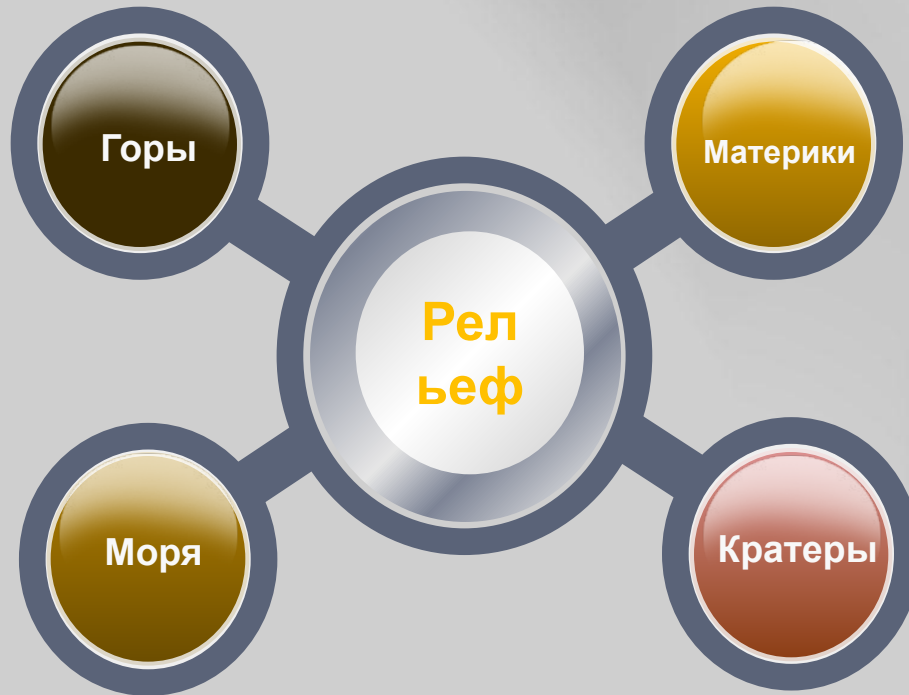 Горы
Материки
Рел
ьеф
Моря
Кратеры